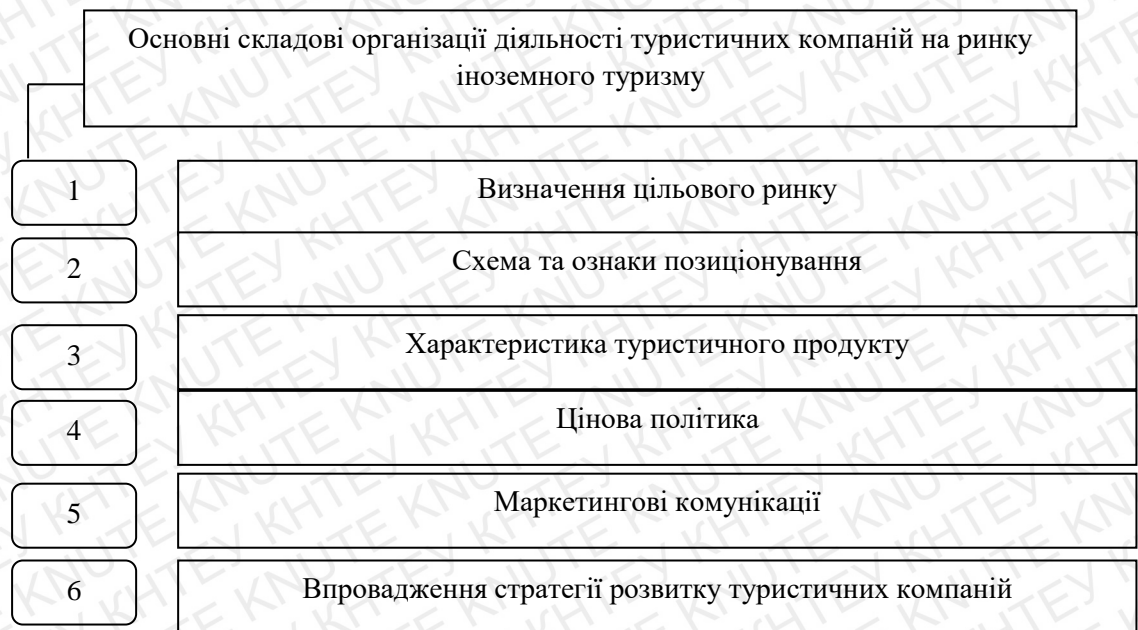 Основні складові організації діяльності туристичних компаній на ринку
іноземного туризму
1
Визначення цільового ринку
2
Схема та ознаки позиціонування
3
Характеристика туристичного продукту
4
Цінова політика
5
Маркетингові комунікації
6
Впровадження стратегії розвитку туристичних компаній